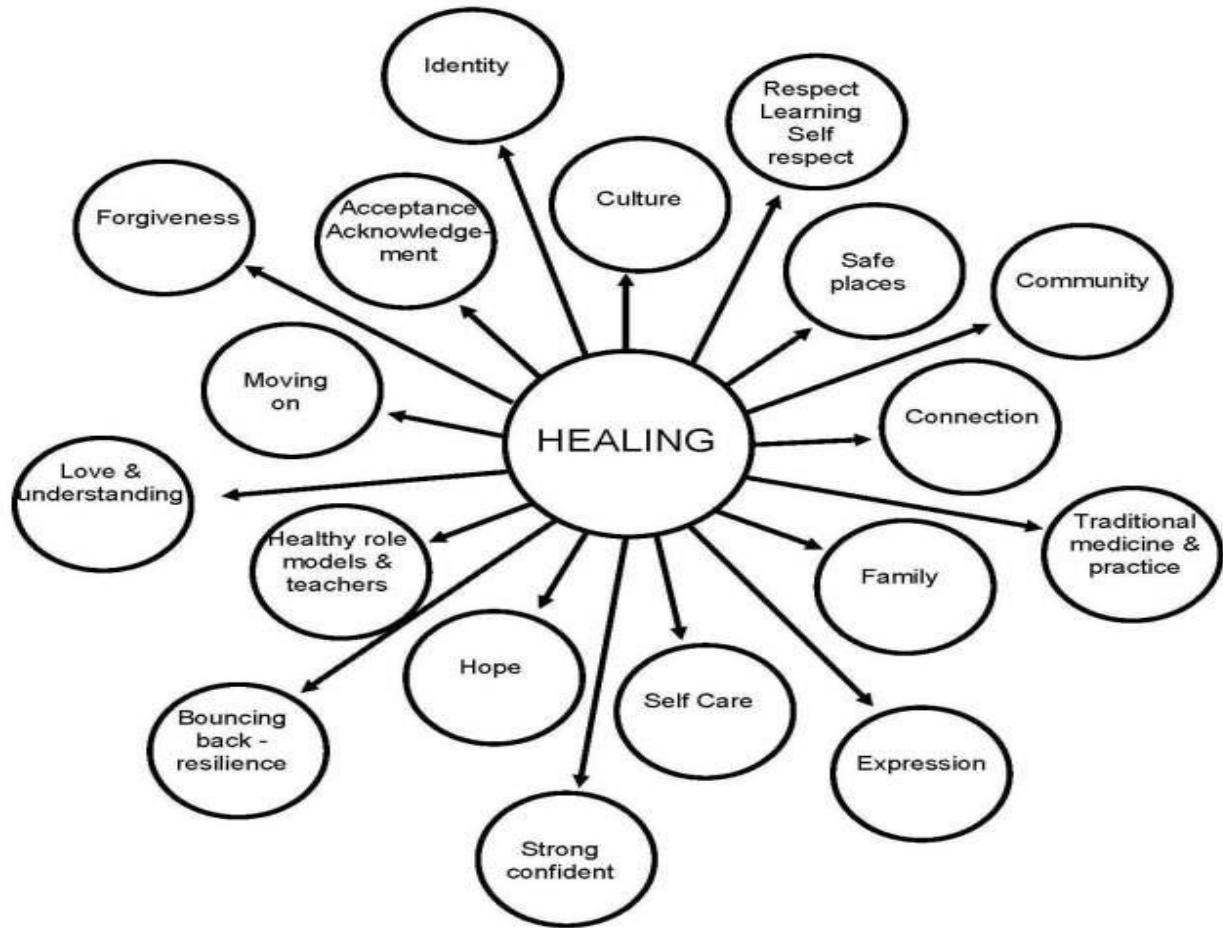 Identity
Respect
Learning
Self
respect
Culture
Forgiveness
Acceptance
Acknowledge-
ment
Safe
places
Community
Moving
on
HEALING
Connection
Love &
understanding
Healthy role
models &
teachers
Traditional
medicine &
practice
Family
Hope
Self Care
Bouncing
back -
resilience
Expression
Strong
confident